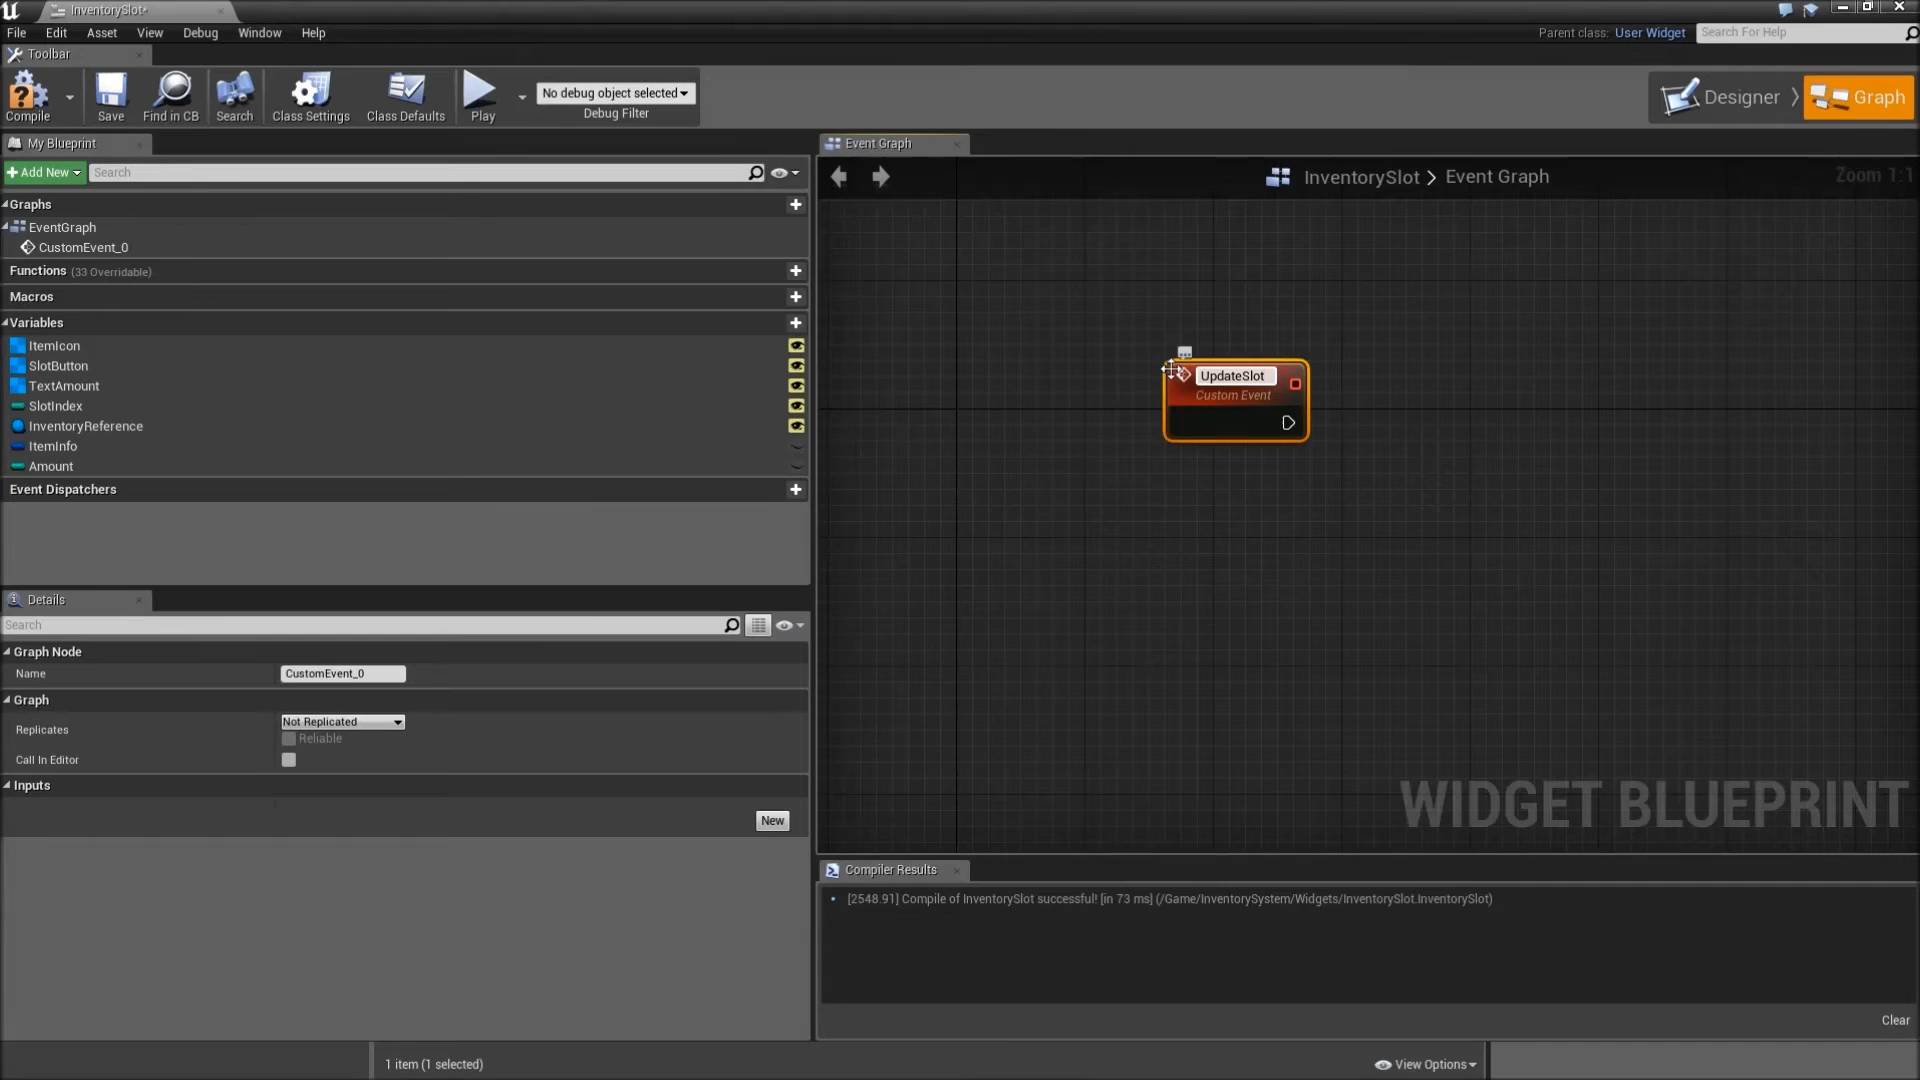 InventorySlot*
File Edit Asset View Debug Window Help
Parent class: User Widget Search For Help
Toolbar
Compile Save Find in CB Search Class Settings Class Defaults Play
No debug object selected
Debug Filter
Designer Graph
My Blueprint
Event Graph
Add New Search
InventorySlot > Event Graph
Zoom 1:1
Graphs
EventGraph
CustomEvent_0
Functions (33 Overridable)
Macros
Variables
ItemIcon
SlotButton
TextAmount
SlotIndex
InventoryReference
ItemInfo
Amount
Event Dispatchers
UpdateSlot
Custom Event
Details
Search
Graph Node
Name CustomEvent_0
Graph
Replicates Not Replicated
Reliable
Call In Editor
Inputs
New
WIDGET BLUEPRINT
Compiler Results
[2548.91] Compile of InventorySlot successful! [in 73 ms] (/Game/InventorySystem/Widgets/InventorySlot.InventorySlot)
Clear
1 item (1 selected)
View Options